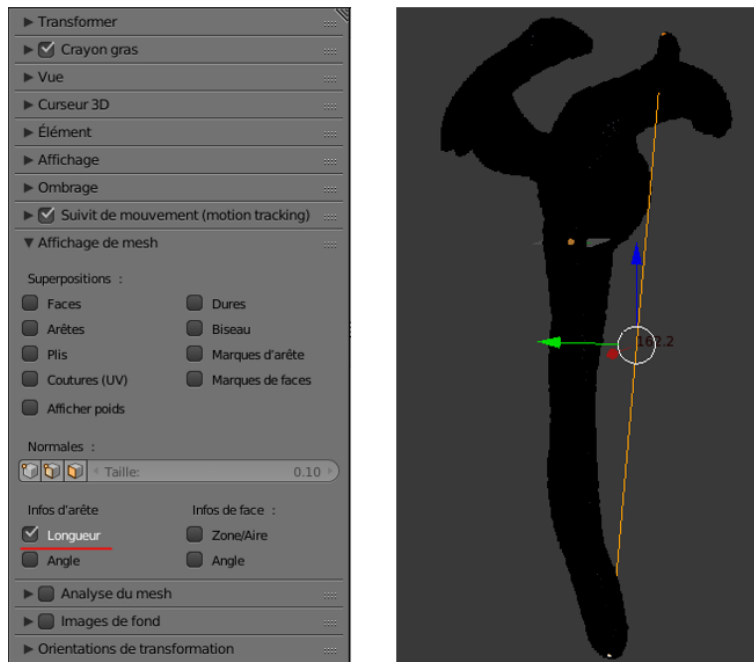 Transformer
Crayon gras
Vue
Curseur 3D
Élément
Affichage
Ombrage
Suivit de mouvement (motion tracking)
Affichage de mesh
Superpositions :
Faces Dures
Arêtes Biseau
Plis Marques d'arête
Coutures (UV) Marques de faces
Afficher poids
Normales :
Taille: 0.10
Infos d'arête Infos de face :
Longueur Zone/Aire
Angle Angle
Analyse du mesh
Images de fond
Orientations de transformation
162.2